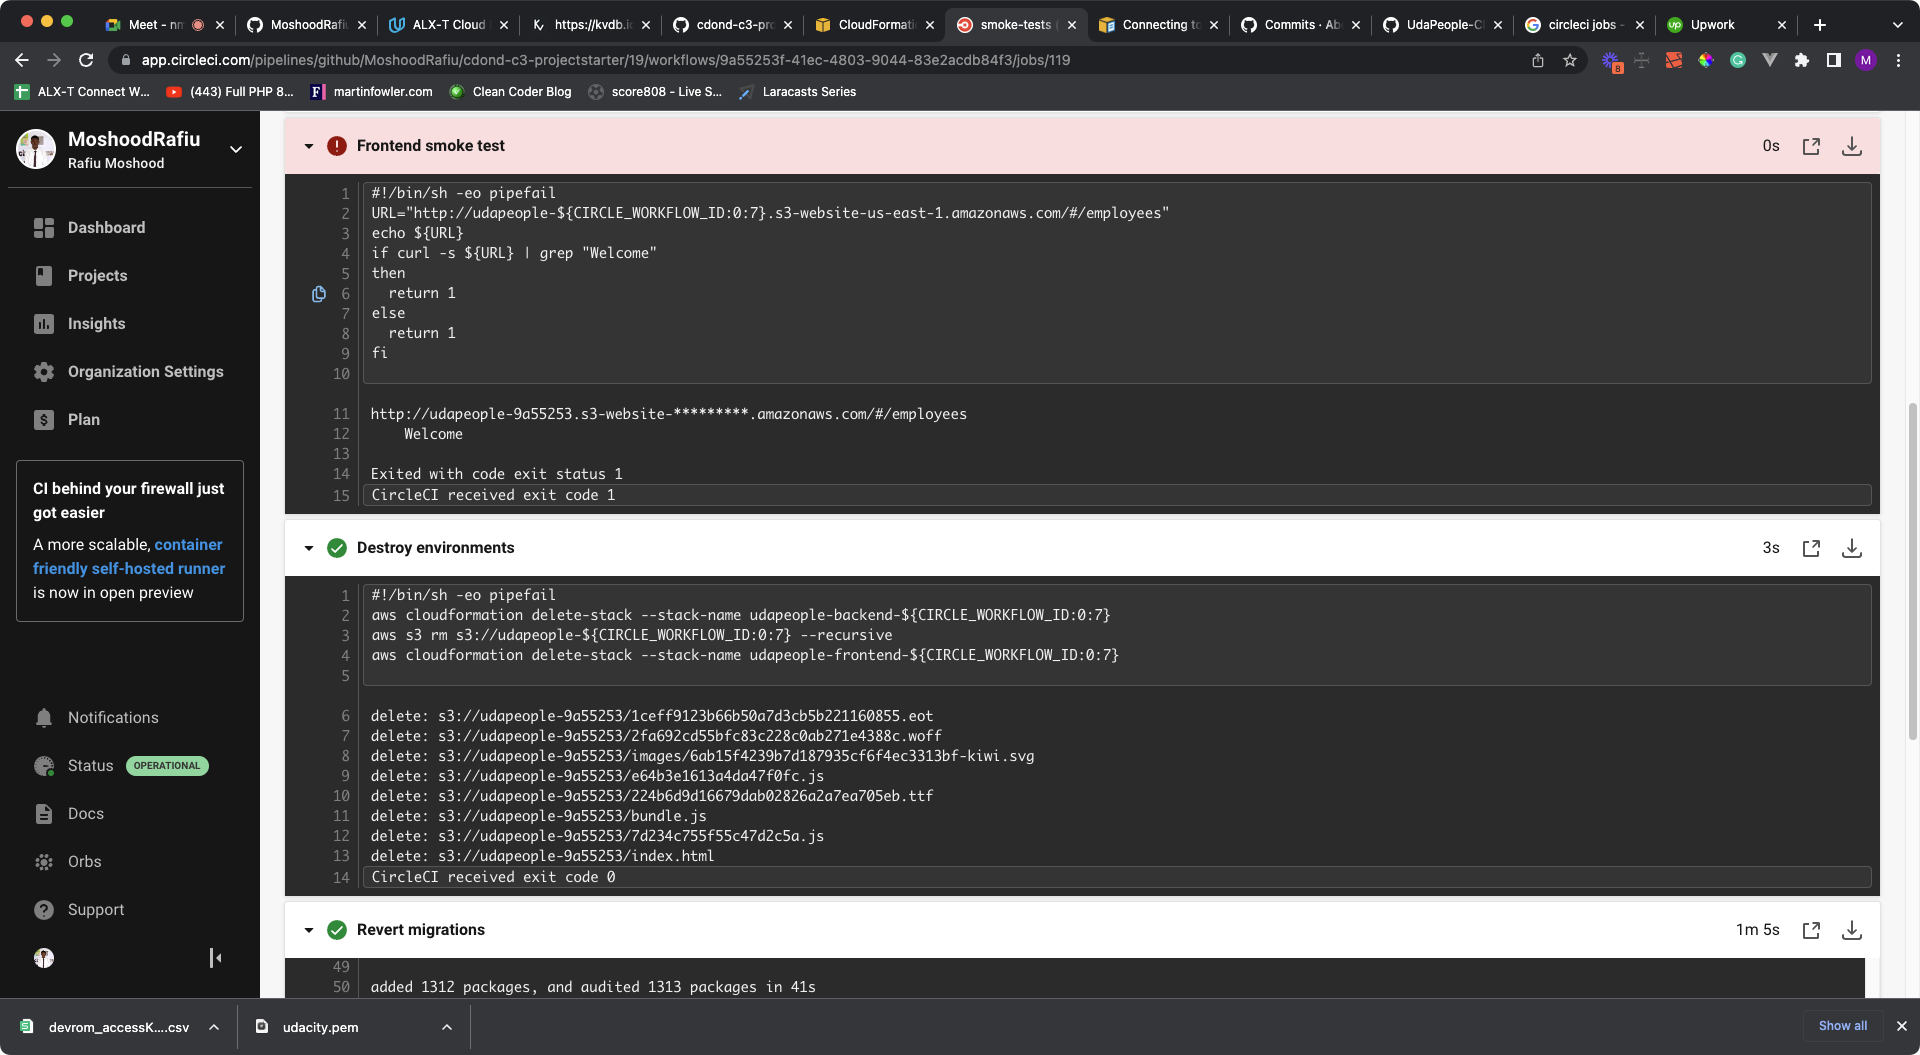 Meet - nm
MoshoodRafiu
ALX-T Cloud
https://kvdb.io
cdond-c3-pro
CloudFormati
smoke-tests (
Connecting to
Commits · Ab
UdaPeople-C
circleci jobs -
Upwork
app.circleci.com/pipelines/github/MoshoodRafiu/cdond-c3-projectstarter/19/workflows/9a55253f-41ec-4803-9044-83e2acdb84f3/jobs/119
8
M
ALX-T Connect W...
(443) Full PHP 8...
martinfowler.com
Clean Coder Blog
score808 - Live S...
Laracasts Series
MoshoodRafiu
Rafiu Moshood
Dashboard
Projects
Insights
Organization Settings
Plan
CI behind your firewall just
got easier
A more scalable, container
friendly self-hosted runner
is now in open preview
Notifications
Status OPERATIONAL
Docs
Orbs
Support
Frontend smoke test 0s
1 #!/bin/sh -eo pipefail
2 URL="http://udapeople-${CIRCLE_WORKFLOW_ID:0:7}.s3-website-us-east-1.amazonaws.com/#/employees"
3 echo ${URL}
4 if curl -s ${URL} | grep "Welcome"
5 then
6 return 1
7 else
8 return 1
9 fi
10
11 http://udapeople-9a55253.s3-website-*********.amazonaws.com/#/employees
12 Welcome
13
14 Exited with code exit status 1
15 CircleCI received exit code 1
Destroy environments 3s
1 #!/bin/sh -eo pipefail
2 aws cloudformation delete-stack --stack-name udapeople-backend-${CIRCLE_WORKFLOW_ID:0:7}
3 aws s3 rm s3://udapeople-${CIRCLE_WORKFLOW_ID:0:7} --recursive
4 aws cloudformation delete-stack --stack-name udapeople-frontend-${CIRCLE_WORKFLOW_ID:0:7}
5
6 delete: s3://udapeople-9a55253/1ceff9123b66b50a7d3cb5b221160855.eot
7 delete: s3://udapeople-9a55253/2fa692cd55bfc83c228c0ab271e4388c.woff
8 delete: s3://udapeople-9a55253/images/6ab15f4239b7d187935cf6f4ec3313bf-kiwi.svg
9 delete: s3://udapeople-9a55253/e64b3e1613a4da47f0fc.js
10 delete: s3://udapeople-9a55253/224b6d9d16679dab02826a2a7ea705eb.ttf
11 delete: s3://udapeople-9a55253/bundle.js
12 delete: s3://udapeople-9a55253/7d234c755f55c47d2c5a.js
13 delete: s3://udapeople-9a55253/index.html
14 CircleCI received exit code 0
Revert migrations 1m 5s
49
50 added 1312 packages, and audited 1313 packages in 41s
devrom_accessK....csv
udacity.pem
Show all